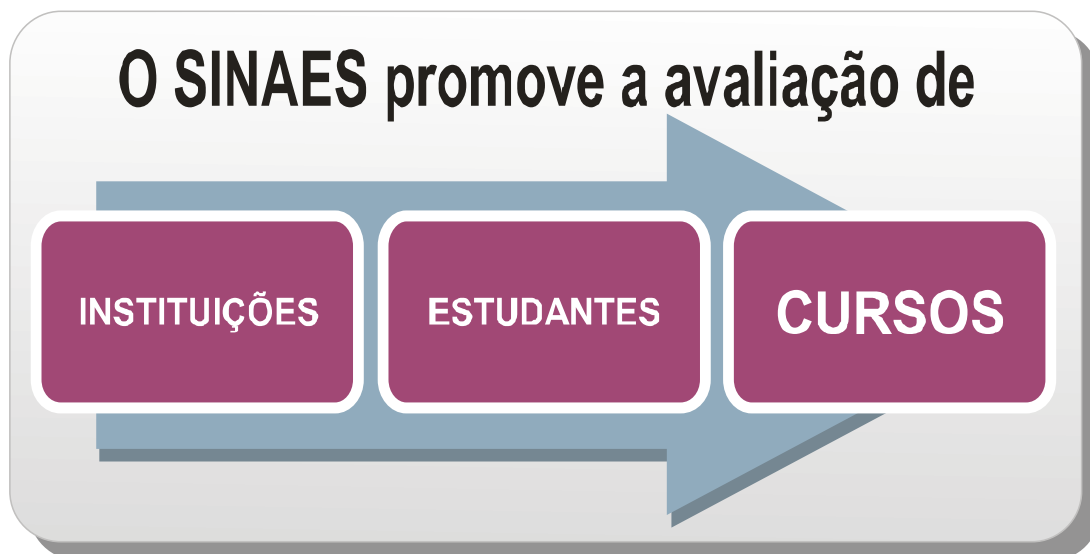 O SINAES promove a avaliação de
INSTITUIÇÕES
ESTUDANTES
CURSOS